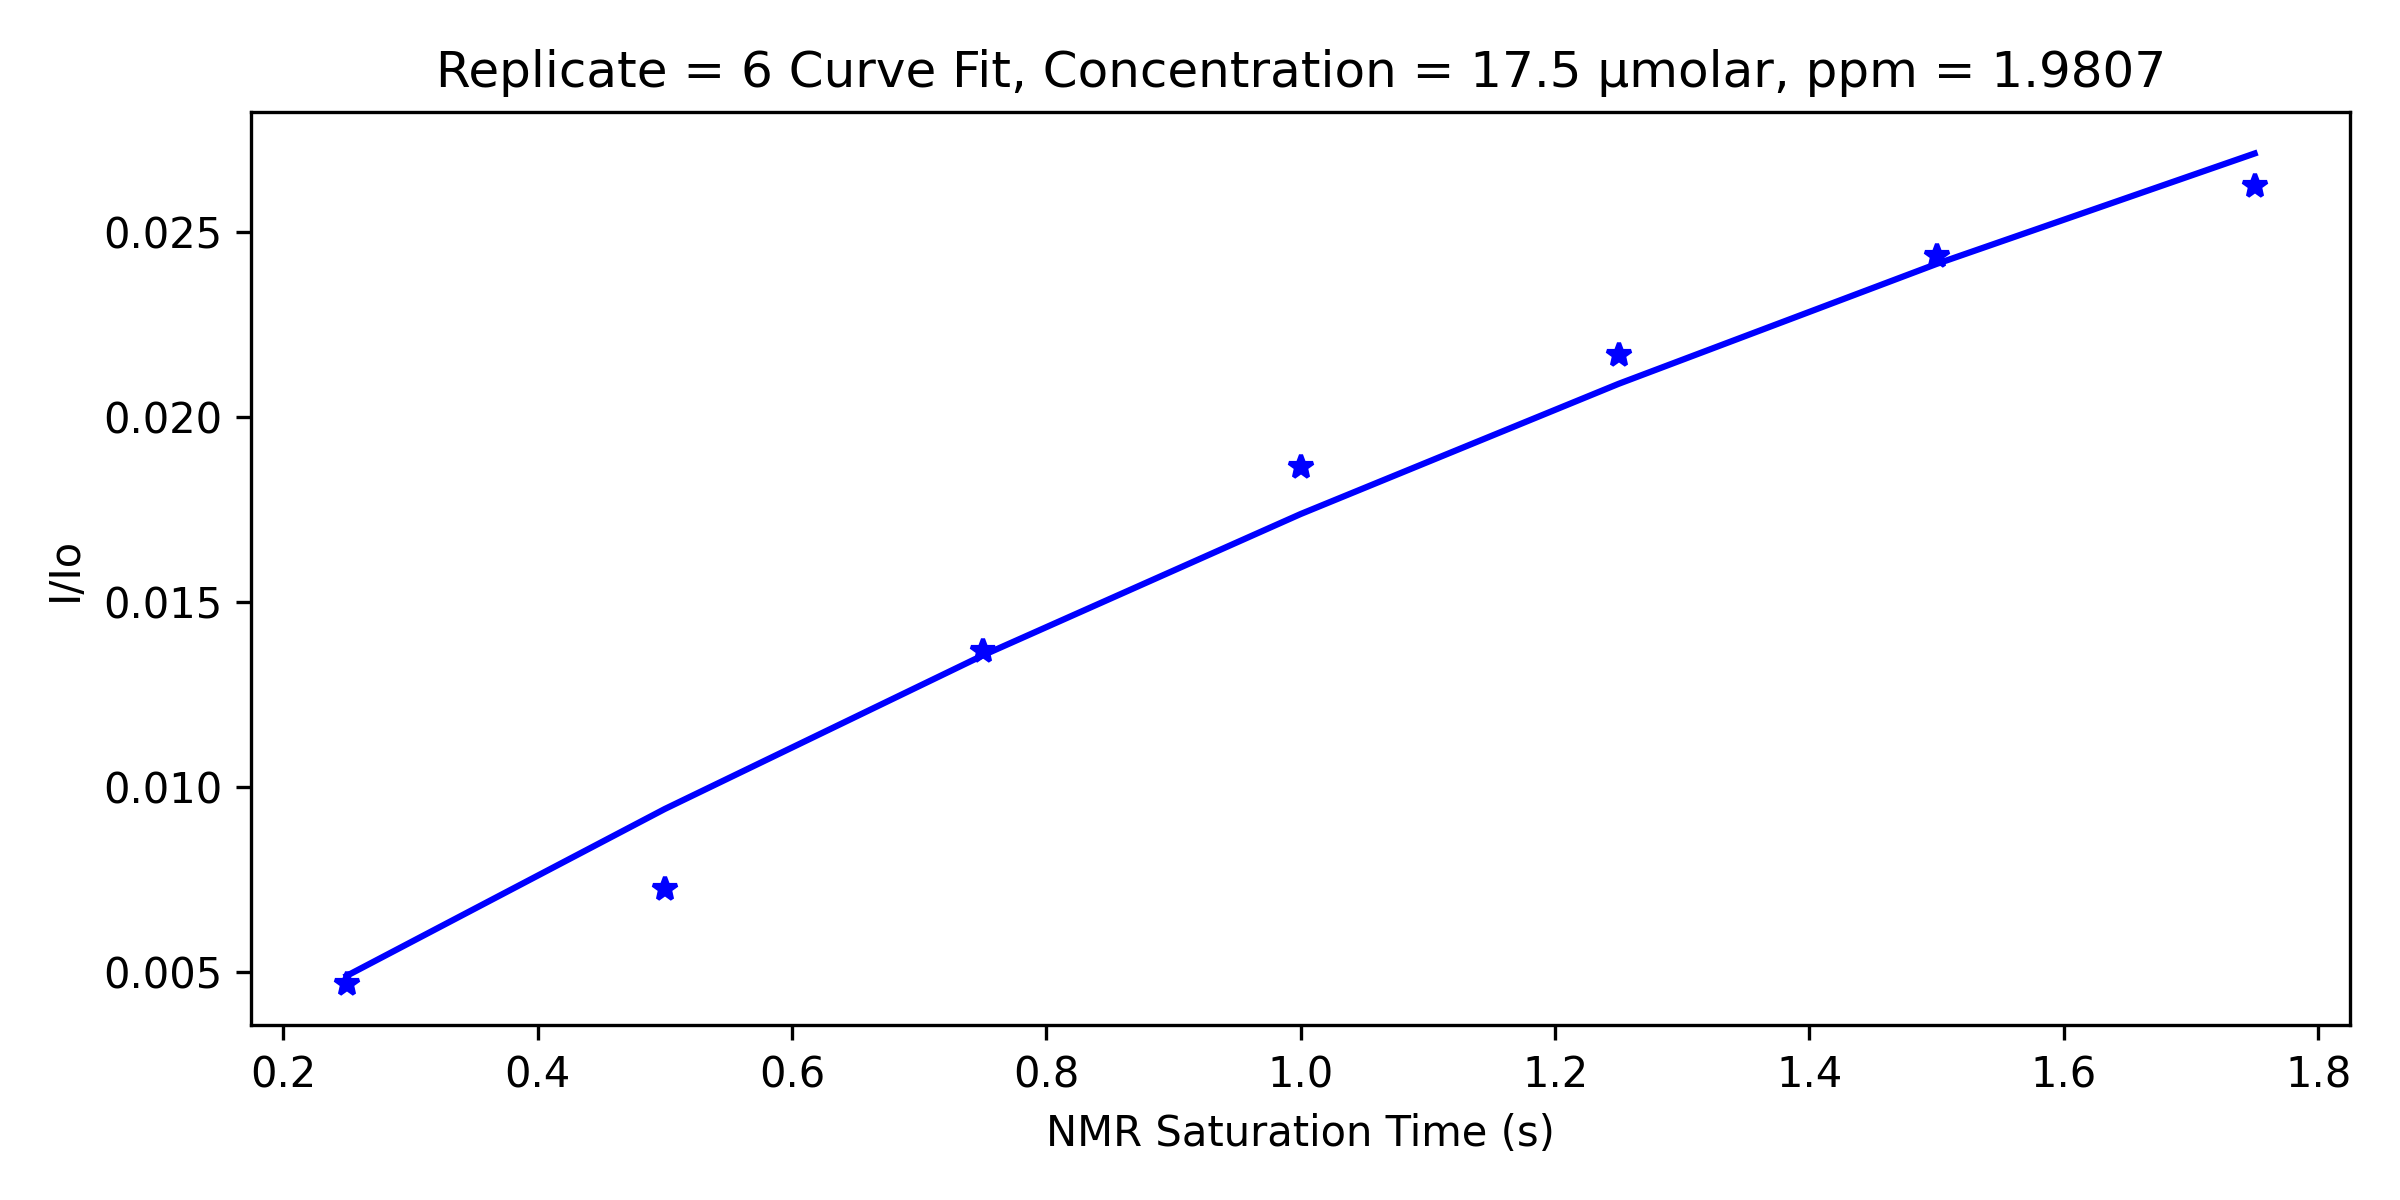 Replicate = 6 Curve Fit, Concentration = 17.5 μmolar, ppm = 1.9807
I/Io
0.025
0.020
0.015
0.010
0.005
0.2 0.4 0.6 0.8 1.0 1.2 1.4 1.6 1.8
NMR Saturation Time (s)